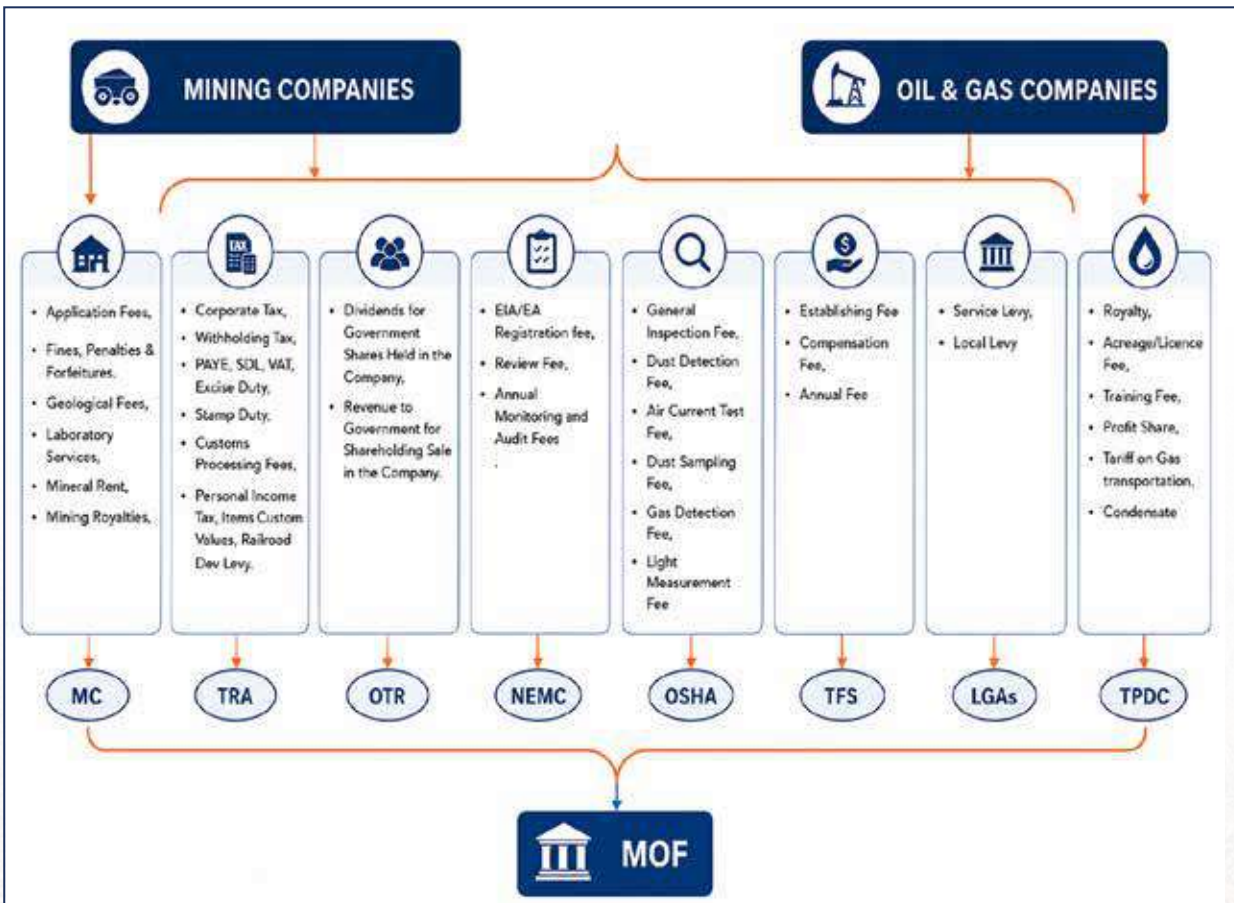 MINING COMPANIES
OIL & GAS COMPANIES
• Application Fees,
• Fines, Penalties &
Forfeitures,
• Geological Fees,
• Laboratory
Services,
• Mineral Rent,
• Mining Royalties,
TAX
• Corporate Tax,
• Withholding Tax,
• PAYE, SDL, VAT,
Excise Duty,
• Stamp Duty,
• Customs
Processing Fees,
• Personal Income
Tax, Items Custom
Values, Railroad
Dev Levy.
• Dividends for
Government
Shares Held in the
Company,
• Revenue to
Government for
Shareholding Sale
in the Company.
• EIA/EA
Registration fee,
• Review Fee,
• Annual
Monitoring and
Audit Fees
.
• General
Inspection Fee,
• Dust Detection
Fee,
• Air Current Test
Fee,
• Dust Sampling
Fee,
• Gas Detection
Fee,
• Light
Measurement
Fee
$
• Establishing Fee
• Compensation
Fee,
• Annual Fee
• Service Levy,
• Local Levy
• Royalty,
• Acreage/Licence
Fee,
• Training Fee,
• Profit Share,
• Tariff on Gas
transportation,
• Condensate
MC
TRA
OTR
NEMC
OSHA
TFS
LGAs
TPDC
MOF